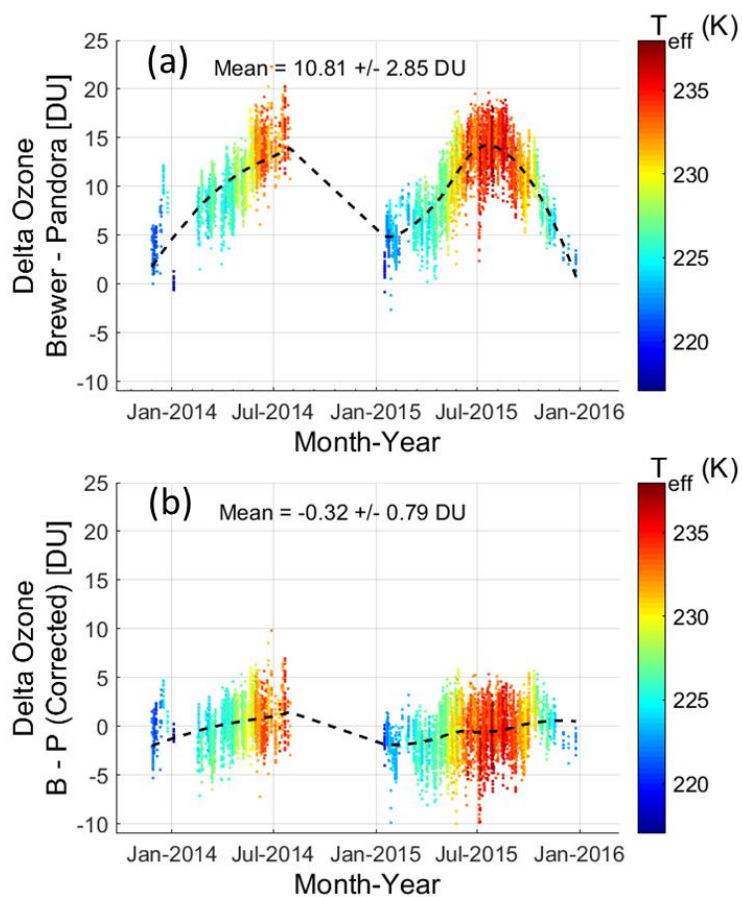 (a)
Mean = 10.81 +/- 2.85 DU
Delta Ozone
Brewer - Pandora [DU]
25
20
15
10
5
0
-5
-10
Jan-2014
Jul-2014
Jan-2015
Jul-2015
Jan-2016
Month-Year
Teff (K)
235
230
225
220
(b)
Mean = -0.32 +/- 0.79 DU
Delta Ozone
B - P (Corrected) [DU]
25
20
15
10
5
0
-5
-10
Jan-2014
Jul-2014
Jan-2015
Jul-2015
Jan-2016
Month-Year
Teff (K)
235
230
225
220